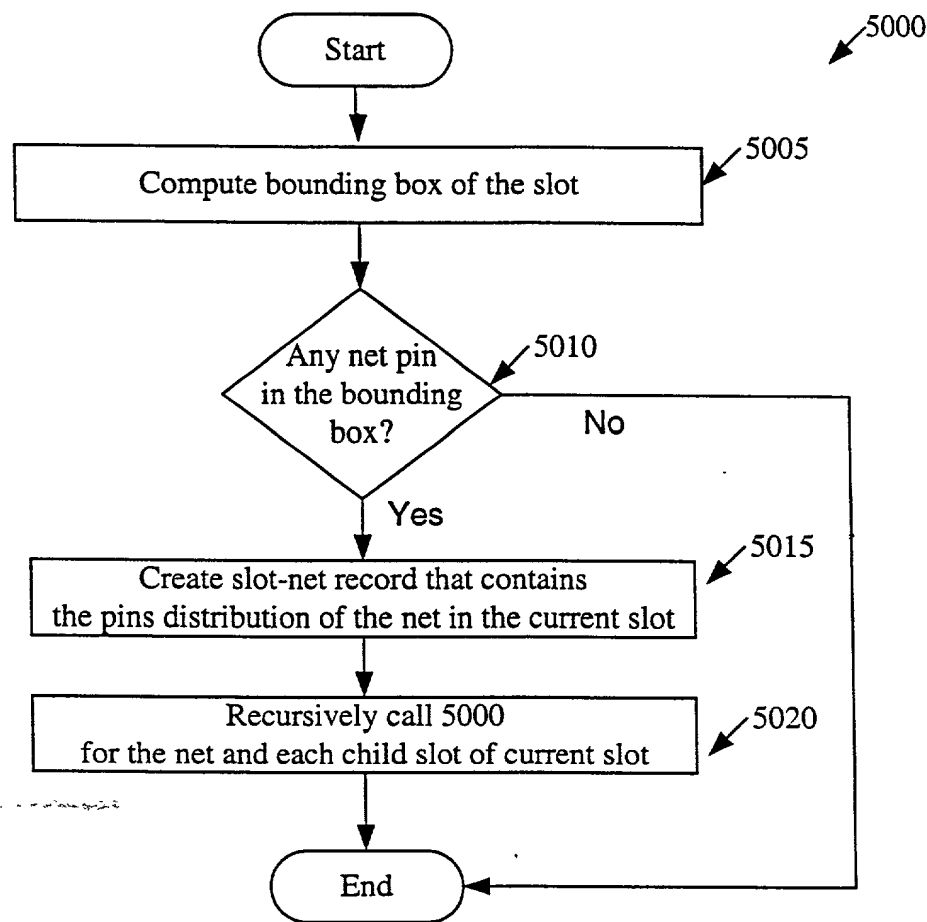 5000
Start
5005
Compute bounding box of the slot
5010
Any net pin
in the bounding
box?
No
Yes
5015
Create slot-net record that contains
the pins distribution of the net in the current slot
Recursively call 5000
5020
for the net and each child slot of current slot
End